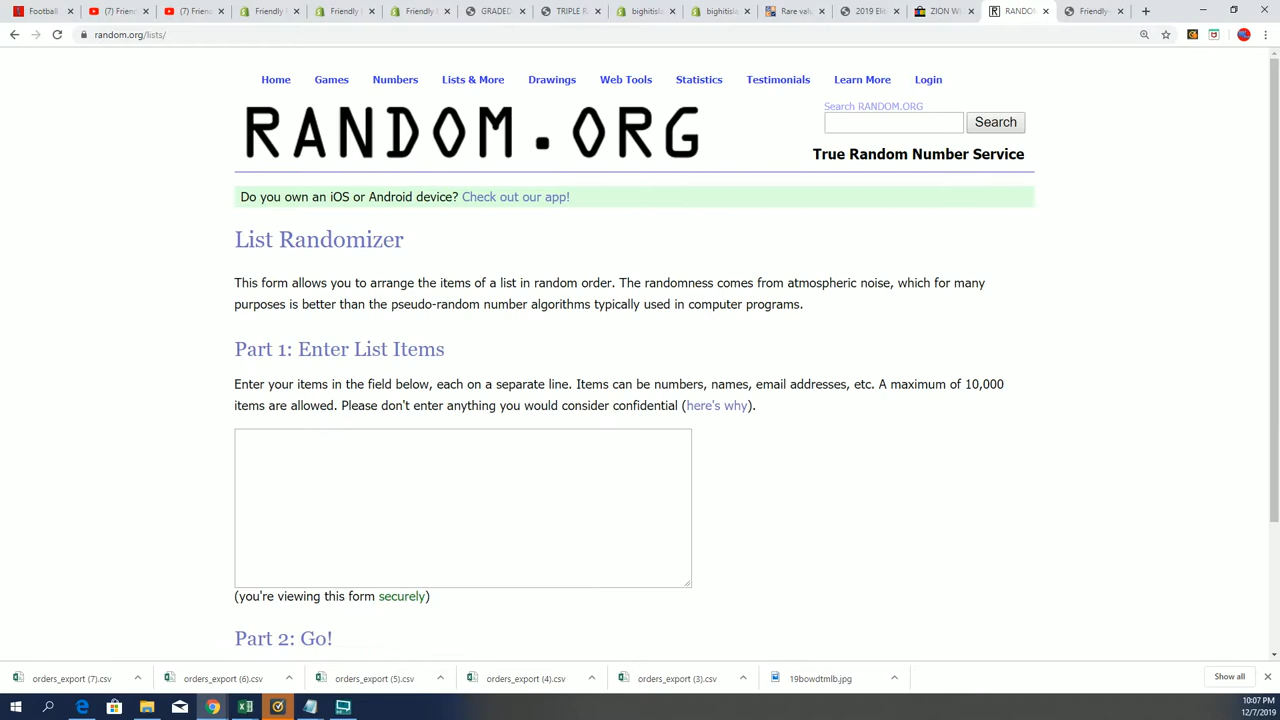 Football
(7) Friend
(7) Friend
Friendly
Friendly
Friendly
GRADED
TRIPLE R
bighitisla
bighitisla
Rare valu
2019 Elit
ZION W
RANDO
Friendly-
random.org/lists/
Home Games Numbers Lists & More Drawings Web Tools Statistics Testimonials Learn More Login
RANDOM.ORG
Search RANDOM.ORG
Search
True Random Number Service
Do you own an iOS or Android device? Check out our app!
List Randomizer
This form allows you to arrange the items of a list in random order. The randomness comes from atmospheric noise, which for many
purposes is better than the pseudo-random number algorithms typically used in computer programs.
Part 1: Enter List Items
Enter your items in the field below, each on a separate line. Items can be numbers, names, email addresses, etc. A maximum of 10,000
items are allowed. Please don't enter anything you would consider confidential (here's why).
(you're viewing this form securely)
Part 2: Go!
orders_export (7).csv
orders_export (6).csv
orders_export (5).csv
orders_export (4).csv
orders_export (3).csv
19bowdtmlb.jpg
Show all
10:07 PM
12/7/2019